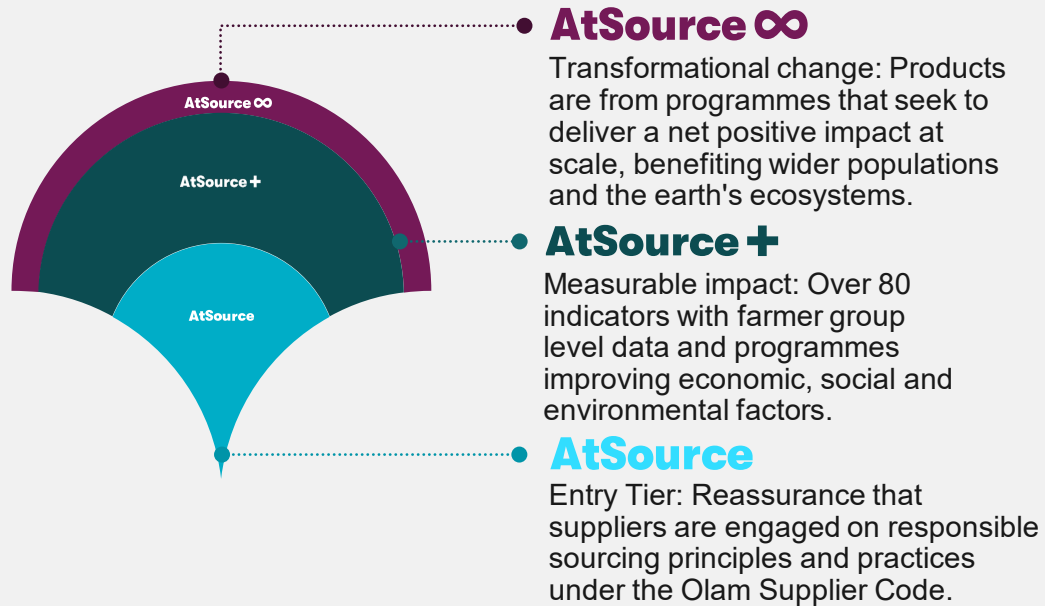 AtSource ∞
Transformational change: Products
are from programmes that seek to
deliver a net positive impact at
scale, benefiting wider populations
and the earth's ecosystems.
AtSource +
Measurable impact: Over 80
indicators with farmer group
level data and programmes
improving economic, social and
environmental factors.
AtSource
Entry Tier: Reassurance that
suppliers are engaged on responsible
sourcing principles and practices
under the Olam Supplier Code.
AtSource ∞
AtSource +
AtSource